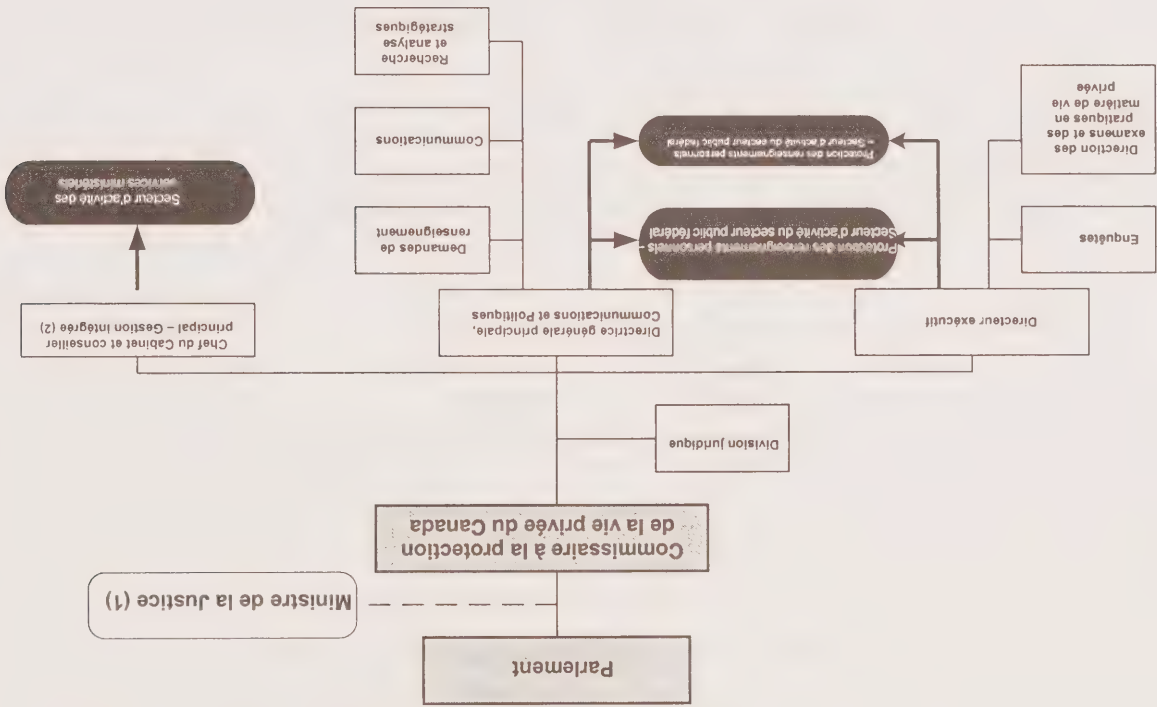 Parlement
Ministre de la Justice (1)
Commissaire à la protection
de la vie privée du Canada
Division juridique
Directeur exécutif
Directrice générale principale,
Communications et Politiques
Chef du Cabinet et conseiller
principal – Gestion intégrée (2)
Enquêtes
Direction des
examens et des
pratiques en
matière de vie
privée
Protection des renseignements personnels –
Secteur d'activité du secteur public fédéral
Protection des renseignements personnels
– Secteur d'activité du secteur public fédéral
Demandes de
renseignement
Communications
Recherche
et analyse
stratégiques
Secteur d'activité des
services ministériels